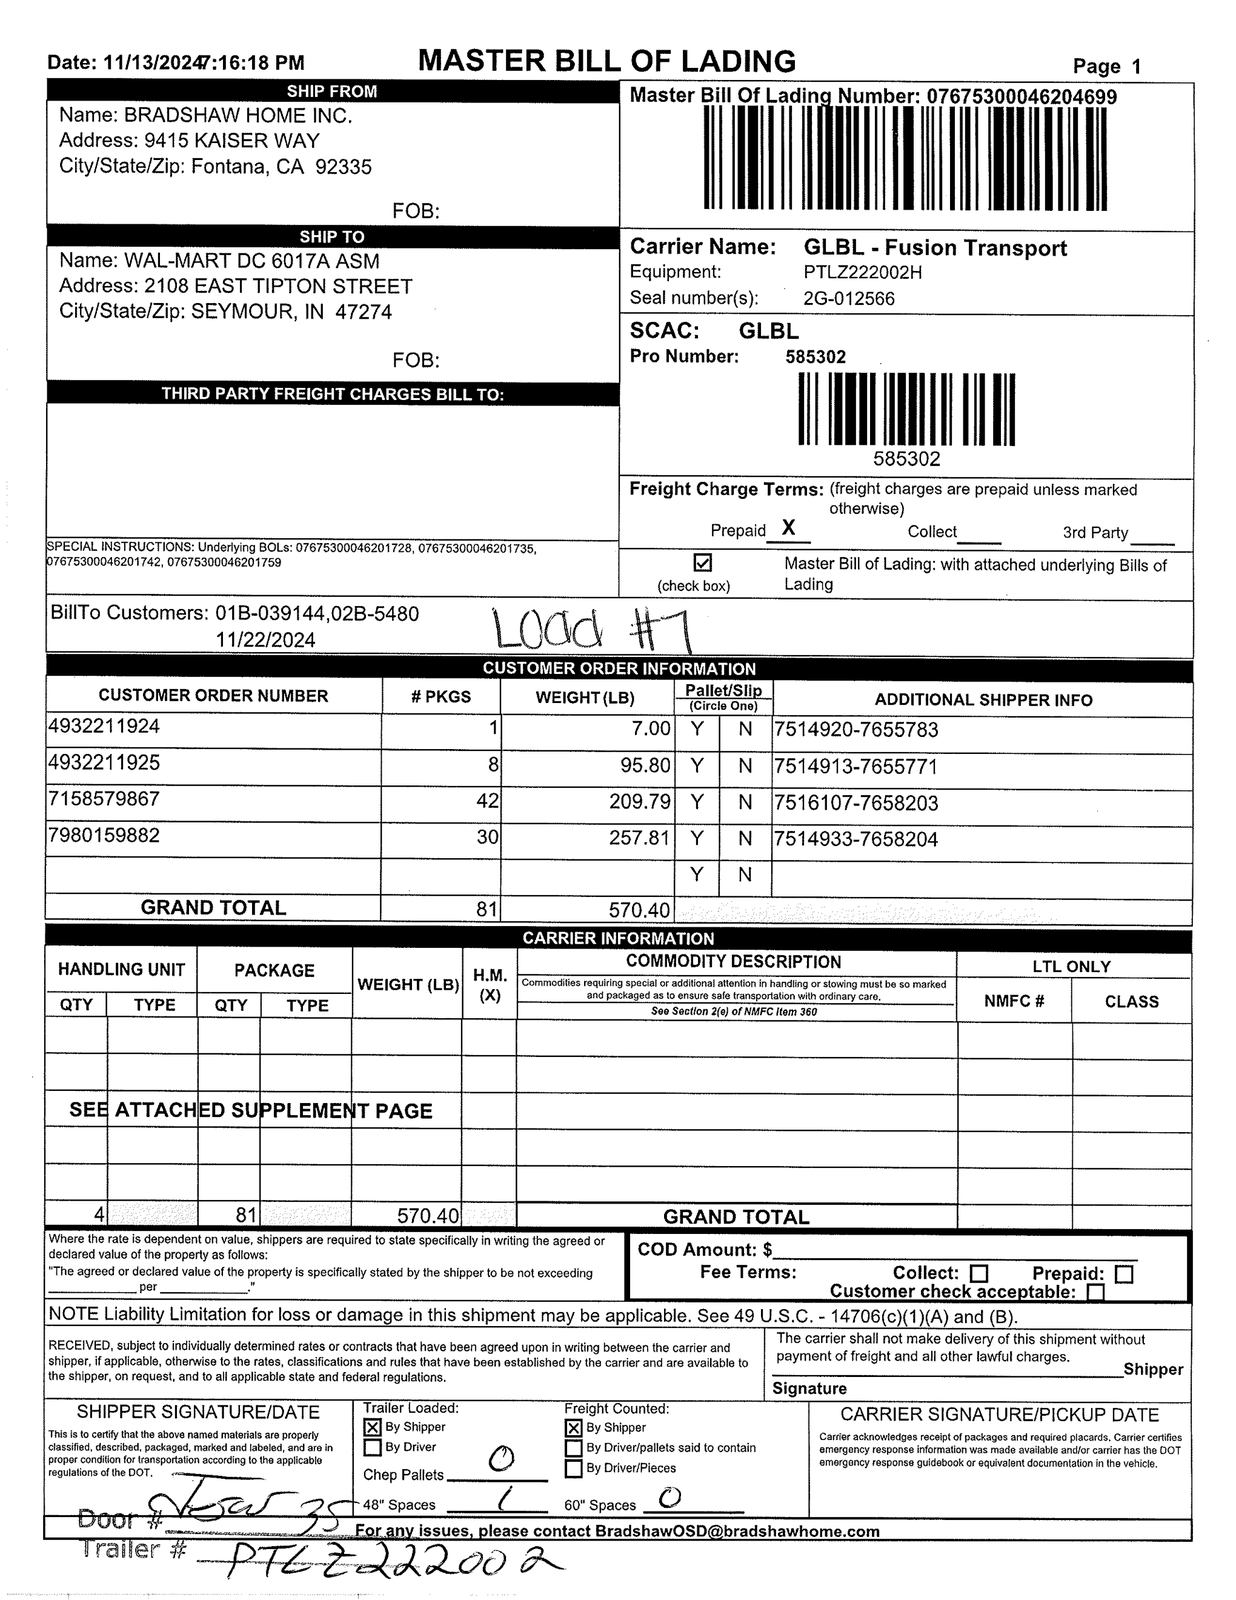 Date: 11/13/2024 7:16:18 PM
MASTER BILL OF LADING
Page 1
SHIP FROM
Name: BRADSHAW HOME INC.
Address: 9415 KAISER WAY
City/State/Zip: Fontana, CA 92335
FOB:
Master Bill Of Lading Number: 07675300046204699
SHIP TO
Name: WAL-MART DC 6017A ASM
Address: 2108 EAST TIPTON STREET
City/State/Zip: SEYMOUR, IN 47274
FOB:
Carrier Name: GLBL - Fusion Transport
Equipment: PTLZ222002H
Seal number(s): 2G-012566
SCAC: GLBL
Pro Number: 585302
585302
THIRD PARTY FREIGHT CHARGES BILL TO:
Freight Charge Terms: (freight charges are prepaid unless marked
otherwise)
Prepaid X Collect 3rd Party
SPECIAL INSTRUCTIONS: Underlying BOLs: 07675300046201728, 07675300046201735,
07675300046201742, 07675300046201759
(check box)
Master Bill of Lading: with attached underlying Bills of
Lading
BillTo Customers: 01B-039144,02B-5480
11/22/2024
Load #7
CUSTOMER ORDER INFORMATION
CUSTOMER ORDER NUMBER # PKGS WEIGHT (LB) Pallet/Slip (Circle One) ADDITIONAL SHIPPER INFO
4932211924 1 7.00 Y N 7514920-7655783
4932211925 8 95.80 Y N 7514913-7655771
7158579867 42 209.79 Y N 7516107-7658203
7980159882 30 257.81 Y N 7514933-7658204
Y N
GRAND TOTAL 81 570.40
CARRIER INFORMATION
HANDLING UNIT PACKAGE WEIGHT (LB) H.M. (X) COMMODITY DESCRIPTION LTL ONLY
Commodities requiring special or additional attention in handling or stowing must be so marked
and packaged as to ensure safe transportation with ordinary care.
See Section 2(e) of NMFC Item 360
QTY TYPE QTY TYPE NMFC # CLASS
SEE ATTACHED SUPPLEMENT PAGE
4 81 570.40 GRAND TOTAL
Where the rate is dependent on value, shippers are required to state specifically in writing the agreed or
declared value of the property as follows:
"The agreed or declared value of the property is specifically stated by the shipper to be not exceeding
per ."
COD Amount: $
Fee Terms: Collect: Prepaid:
Customer check acceptable:
NOTE Liability Limitation for loss or damage in this shipment may be applicable. See 49 U.S.C. - 14706(c)(1)(A) and (B).
RECEIVED, subject to individually determined rates or contracts that have been agreed upon in writing between the carrier and
shipper, if applicable, otherwise to the rates, classifications and rules that have been established by the carrier and are available to
the shipper, on request, and to all applicable state and federal regulations.
The carrier shall not make delivery of this shipment without
payment of freight and all other lawful charges.
Shipper
Signature
SHIPPER SIGNATURE/DATE
This is to certify that the above named materials are properly
classified, described, packaged, marked and labeled, and are in
proper condition for transportation according to the applicable
regulations of the DOT.
Trailer Loaded:
X By Shipper
By Driver
Chep Pallets 0
48" Spaces 1
Freight Counted:
X By Shipper
By Driver/pallets said to contain
By Driver/Pieces
60" Spaces 0
CARRIER SIGNATURE/PICKUP DATE
Carrier acknowledges receipt of packages and required placards. Carrier certifies
emergency response information was made available and/or carrier has the DOT
emergency response guidebook or equivalent documentation in the vehicle.
Door # 35
For any issues, please contact BradshawOSD@bradshawhome.com
Trailer # PTLZ222002